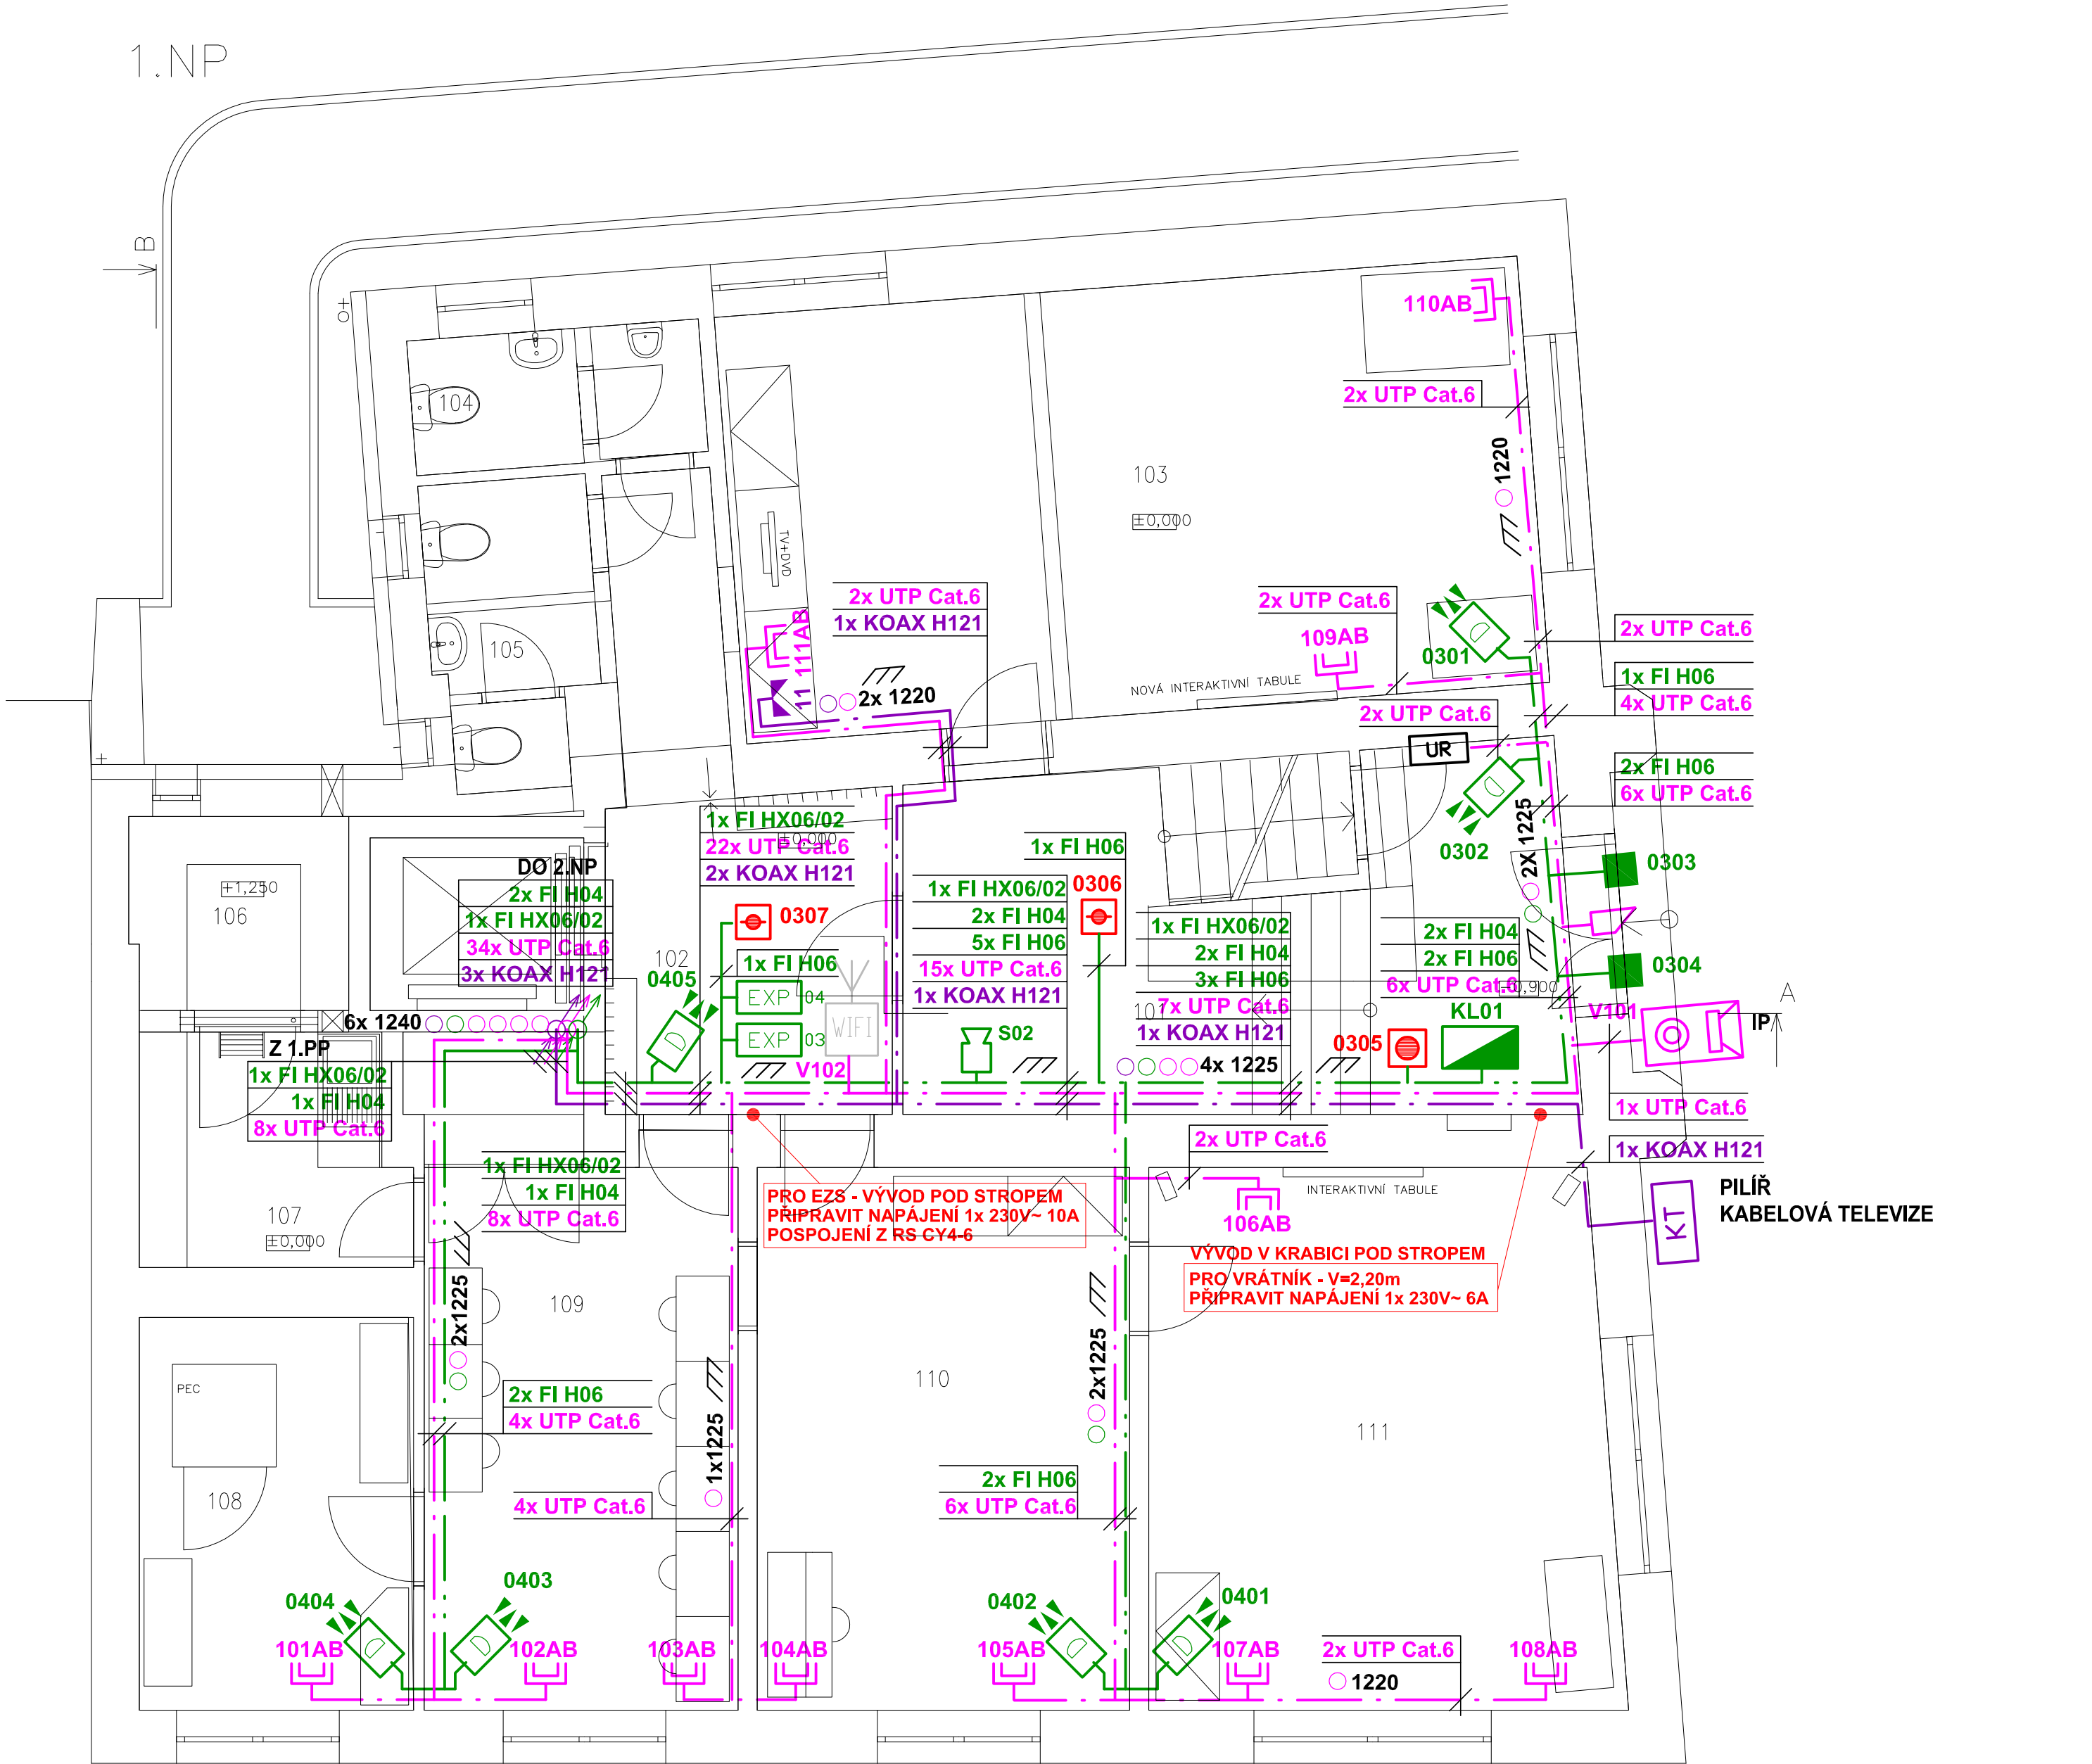 1.NP
B
110AB
2x UTP Cat.6
1220
104
103
±0,000
TV+DVD
105
2x UTP Cat.6
1x KOAX H121
111AB
11
2x 1220
2x UTP Cat.6
109AB
0301
NOVÁ INTERAKTIVNÍ TABULE
2x UTP Cat.6
1x FI H06
4x UTP Cat.6
2x UTP Cat.6
UR
2x FI H06
6x UTP Cat.6
2X 1225
0302
0303
0304
1x FI HX06/02
±0,000
22x UTP Cat.6
2x KOAX H121
1x FI H06
DO 2.NP
2x FI H04
1x FI HX06/02
34x UTP Cat.6
3x KOAX H121
+1,250
106
0307
0306
1x FI HX06/02
2x FI H04
5x FI H06
15x UTP Cat.6
1x KOAX H121
1x FI HX06/02
2x FI H04
3x FI H06
7x UTP Cat.6
1x KOAX H121
2x FI H04
2x FI H06
6x UTP Cat.6
-0,900
102
0405
1x FI H06
EXP 04
EXP 03
WIFI
V102
S02
101
4x 1225
0305
KL01
V101
IP
A
6x 1240
Z 1.PP
1x FI HX06/02
1x FI H04
8x UTP Cat.6
1x UTP Cat.6
1x KOAX H121
2x UTP Cat.6
1x FI HX06/02
1x FI H04
8x UTP Cat.6
PRO EZS - VÝVOD POD STROPEM
PŘIPRAVIT NAPÁJENÍ 1x 230V~ 10A
POSPOJENÍ Z RS CY4-6
INTERAKTIVNÍ TABULE
106AB
PILÍŘ
KABELOVÁ TELEVIZE
KT
107
±0,000
VÝVOD V KRABICI POD STROPEM
PRO VRÁTNÍK - V=2,20m
PŘIPRAVIT NAPÁJENÍ 1x 230V~ 6A
2x1225
109
1x1225
110
2x1225
111
PEC
108
2x FI H06
4x UTP Cat.6
4x UTP Cat.6
2x FI H06
6x UTP Cat.6
0404
0403
0402
0401
101AB
102AB
103AB
104AB
105AB
107AB
2x UTP Cat.6
108AB
1220